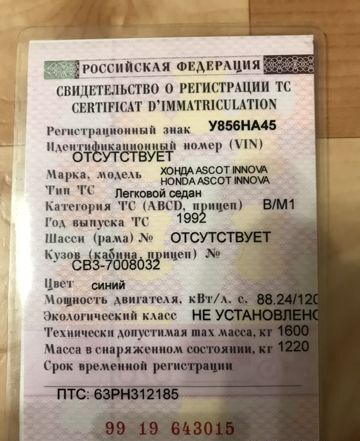 РОССИЙСКАЯ ФЕДЕРАЦИЯ
СВИДЕТЕЛЬСТВО О РЕГИСТРАЦИИ ТС
CERTIFICAT D'IMMATRICULATION
Регистрационный знак У856НА45
Идентификационный номер (VIN)
ОТСУТСТВУЕТ
Марка, модель ХОНДА ASCOT INNOVA
HONDA ASCOT INNOVA
Тип ТС Легковой седан
Категория ТС (ABCD, прицеп) B/M1
Год выпуска ТС 1992
Шасси (рама) № ОТСУТСТВУЕТ
Кузов (кабина, прицеп) №
СВ3-7008032
Цвет синий
Мощность двигателя, кВт/л. с. 88.24/120
Экологический класс НЕ УСТАНОВЛЕНО
Технически допустимая max масса, кг 1600
Масса в снаряженном состоянии, кг 1220
Срок временной регистрации
ПТС: 63РН312185
99 19 643015